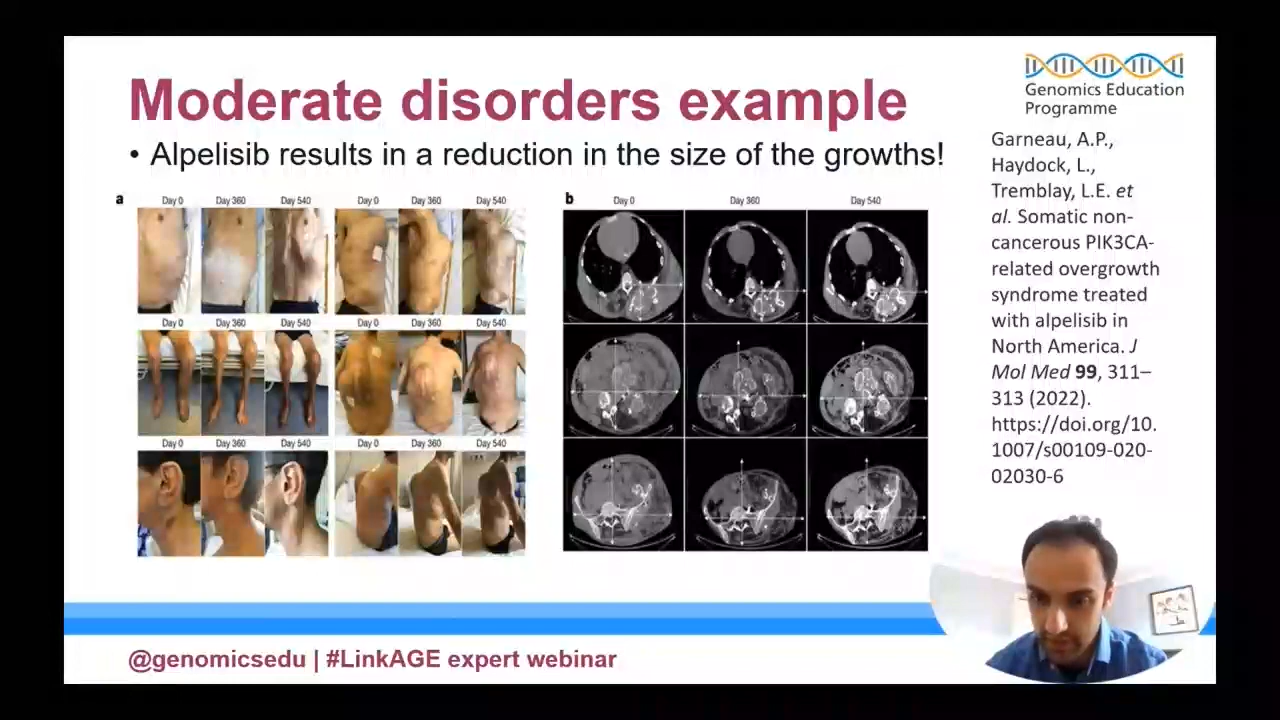 Moderate disorders example
• Alpelisib results in a reduction in the size of the growths!
Genomics Education
Programme
Garneau, A.P.,
Haydock, L.,
Tremblay, L.E. et
al. Somatic non-
cancerous PIK3CA-
related overgrowth
syndrome treated
with alpelisib in
North America. J
Mol Med 99, 311–
313 (2022).
https://doi.org/10.
1007/s00109-020-
02030-6
a
Day 0 Day 360 Day 540 Day 0 Day 360 Day 540
Day 0 Day 360 Day 540 Day 0 Day 360 Day 540
Day 0 Day 360 Day 540 Day 0 Day 360 Day 540
b
Day 0 Day 360 Day 540
@genomicsedu | #LinkAGE expert webinar